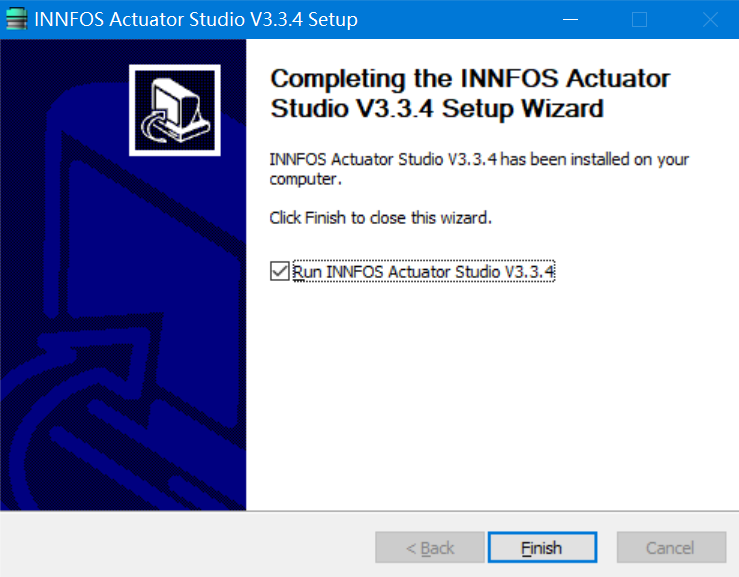 INNFOS Actuator Studio V3.3.4 Setup
Completing the INNFOS Actuator
Studio V3.3.4 Setup Wizard
INNFOS Actuator Studio V3.3.4 has been installed on your
computer.
Click Finish to close this wizard.
Run INNFOS Actuator Studio V3.3.4
< Back
Finish
Cancel